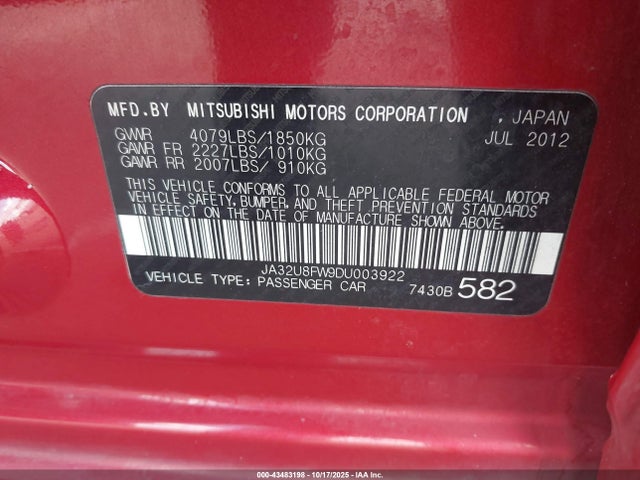 MFD.BY MITSUBISHI MOTORS CORPORATION , JAPAN
GVWR 4079LBS/1850KG JUL 2012
GAWR FR 2227LBS/1010KG
GAWR RR 2007LBS/ 910KG
THIS VEHICLE CONFORMS TO ALL APPLICABLE FEDERAL MOTOR
VEHICLE SAFETY, BUMPER, AND THEFT PREVENTION STANDARDS
IN EFFECT ON THE DATE OF MANUFACTURE SHOWN ABOVE.
JA32U8FW9DU003922
VEHICLE TYPE: PASSENGER CAR 7430B 582
000-43483198 - 10/17/2025 - IAA Inc.